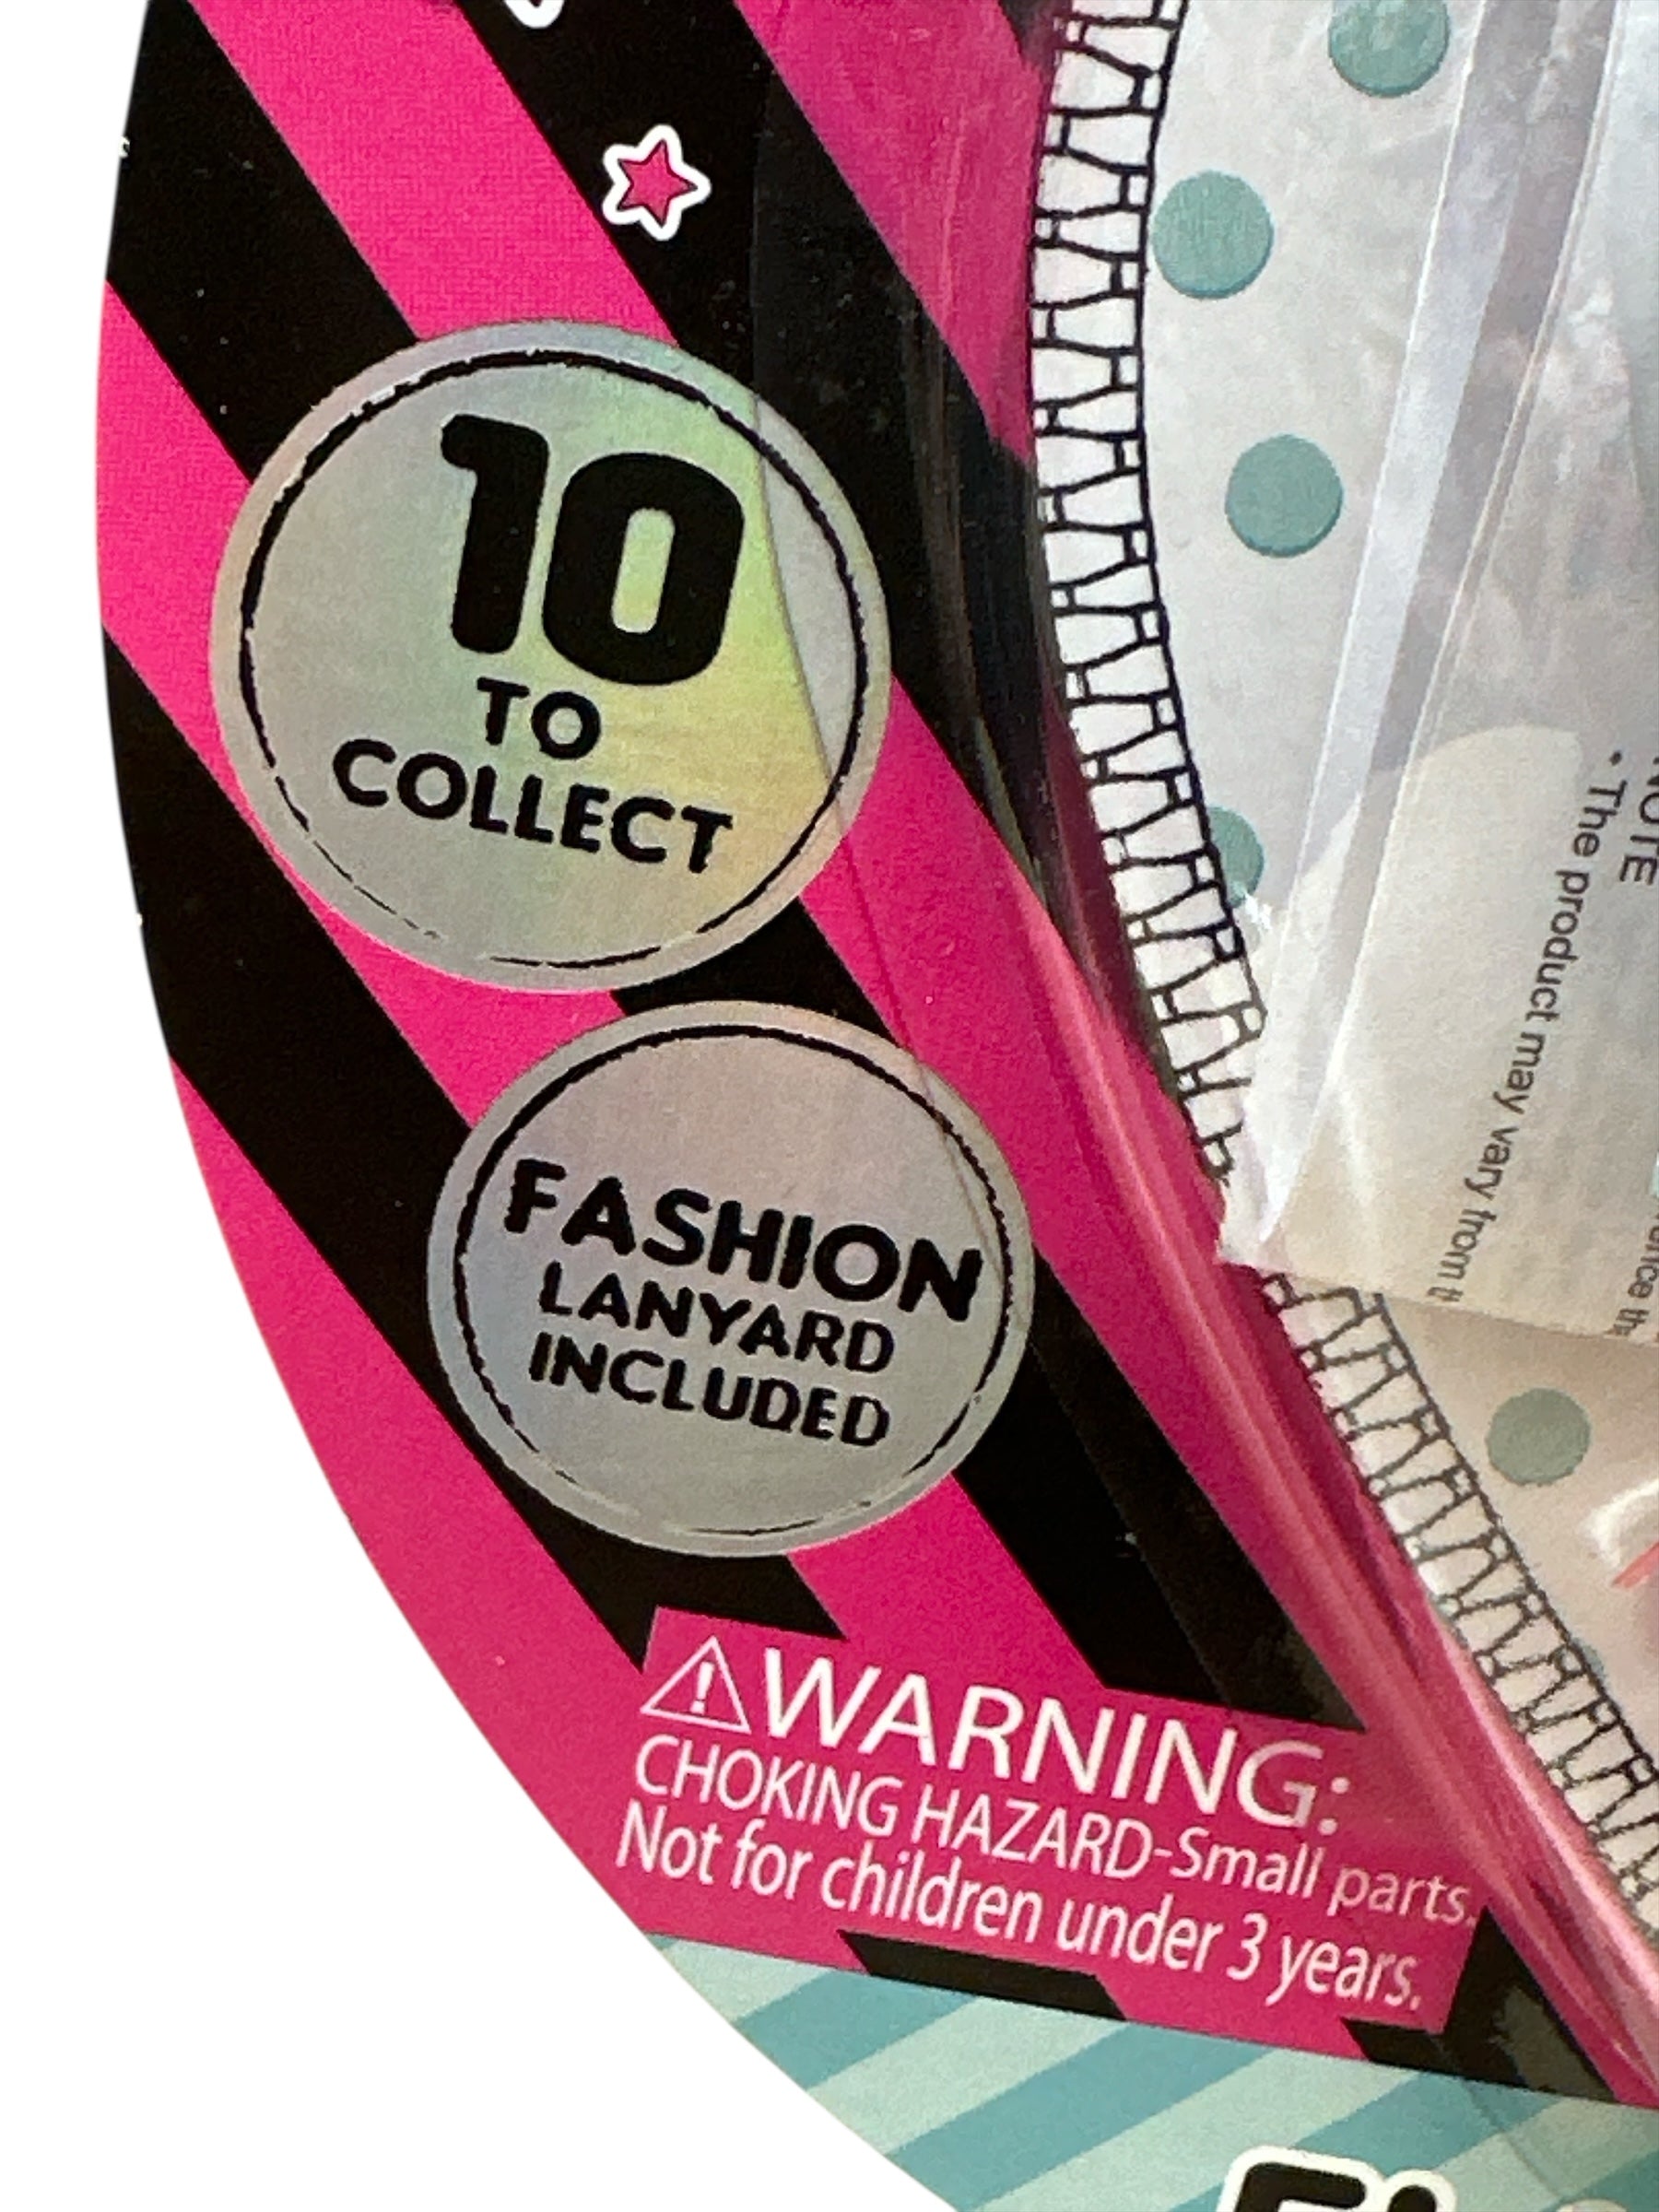 10
TO
COLLECT
FASHION
LANYARD
INCLUDED
WARNING:
CHOKING HAZARD-Small parts.
Not for children under 3 years.
NOTE
• The product may vary from